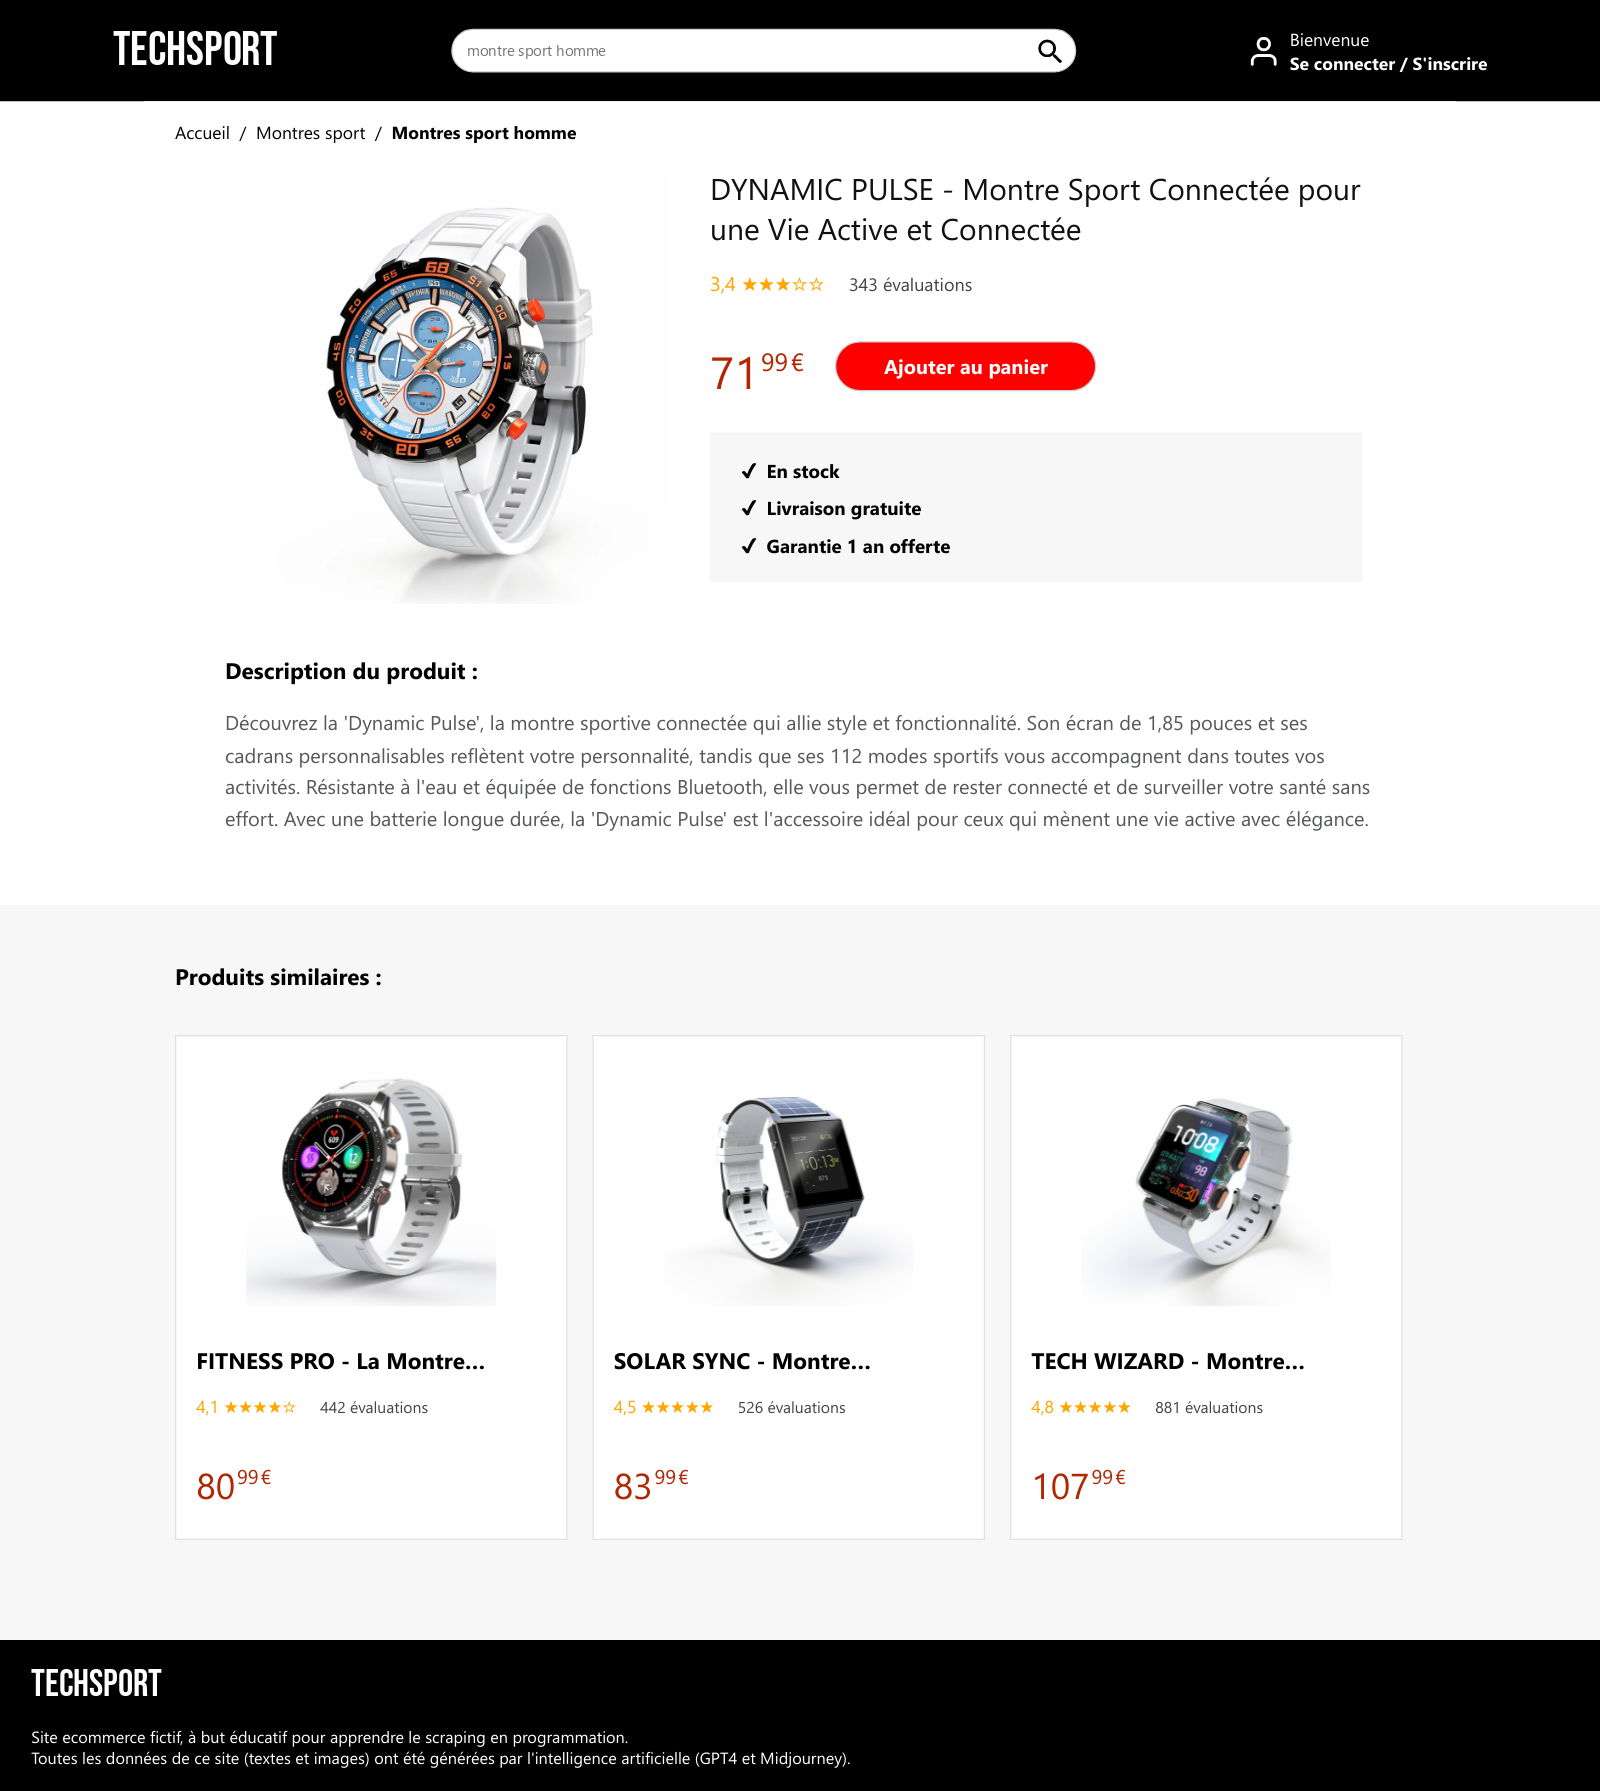 TECHSPORT
montre sport homme
Bienvenue
Se connecter / S'inscrire
Accueil / Montres sport / Montres sport homme
DYNAMIC PULSE - Montre Sport Connectée pour
une Vie Active et Connectée
3,4 ★★★☆☆ 343 évaluations
71 99 €
Ajouter au panier
✓ En stock
✓ Livraison gratuite
✓ Garantie 1 an offerte
Description du produit :
Découvrez la 'Dynamic Pulse', la montre sportive connectée qui allie style et fonctionnalité. Son écran de 1,85 pouces et ses
cadrans personnalisables reflètent votre personnalité, tandis que ses 112 modes sportifs vous accompagnent dans toutes vos
activités. Résistante à l'eau et équipée de fonctions Bluetooth, elle vous permet de rester connecté et de surveiller votre santé sans
effort. Avec une batterie longue durée, la 'Dynamic Pulse' est l'accessoire idéal pour ceux qui mènent une vie active avec élégance.
Produits similaires :
FITNESS PRO - La Montre...
4,1 ★★★★☆ 442 évaluations
80 99 €
SOLAR SYNC - Montre...
4,5 ★★★★★ 526 évaluations
83 99 €
TECH WIZARD - Montre...
4,8 ★★★★★ 881 évaluations
107 99 €
TECHSPORT
Site ecommerce fictif, à but éducatif pour apprendre le scraping en programmation.
Toutes les données de ce site (textes et images) ont été générées par l'intelligence artificielle (GPT4 et Midjourney).